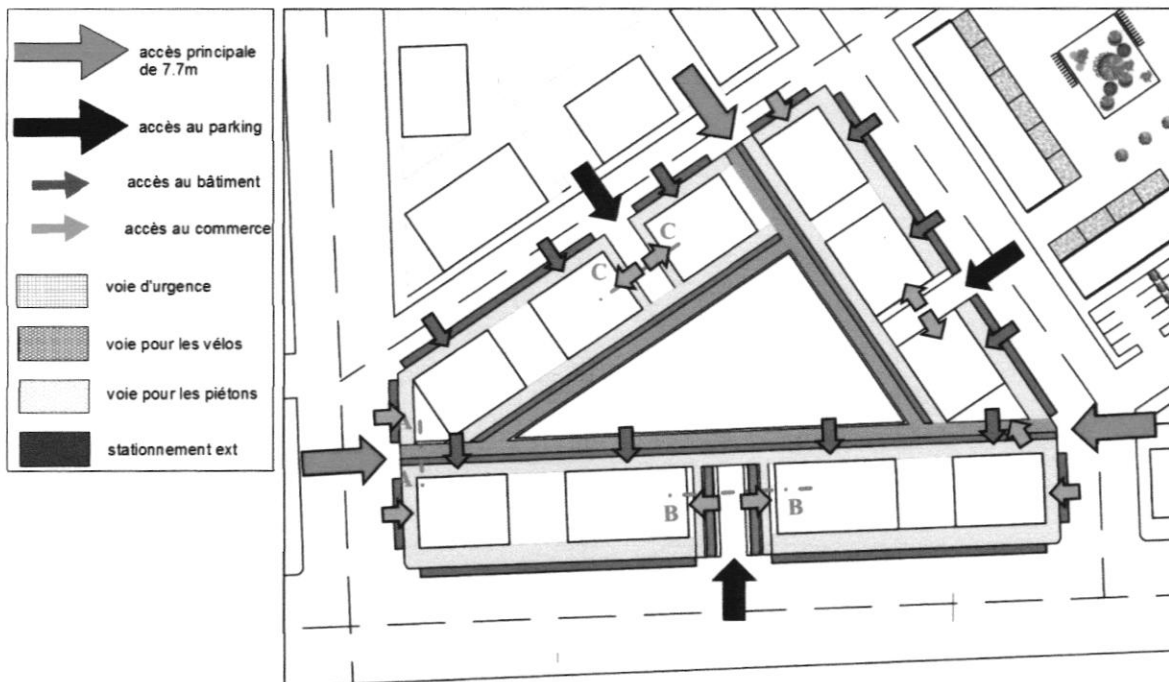 accès principale
de 7.7m
accès au parking
accès au bâtiment
accès au commerce
voie d'urgence
voie pour les vélos
voie pour les piétons
stationnement ext
C
C
A
A
B
B